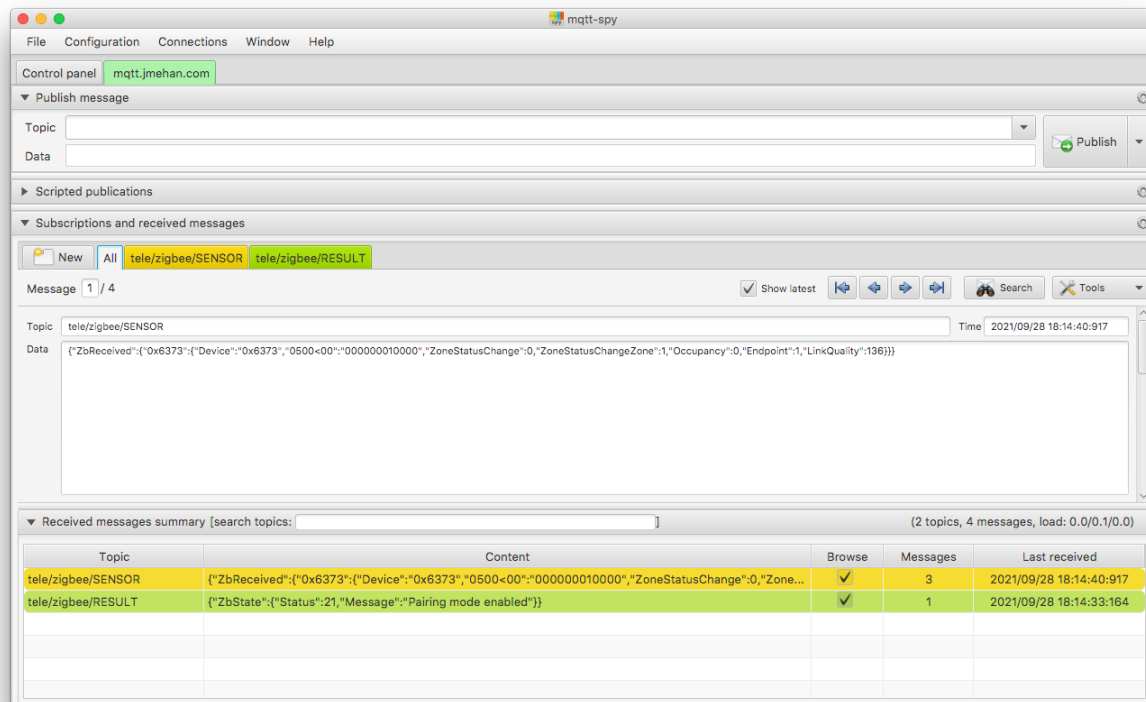 mqtt-spy
File Configuration Connections Window Help
Control panel mqtt.jmehan.com
Publish message
Topic
Publish
Data
Scripted publications
Subscriptions and received messages
New All tele/zigbee/SENSOR tele/zigbee/RESULT
Message 1 / 4 Show latest Search Tools
Topic tele/zigbee/SENSOR Time 2021/09/28 18:14:40:917
Data {"ZbReceived":{"0x6373":{"Device":"0x6373","0500<00":"000000010000","ZoneStatusChange":0,"ZoneStatusChangeZone":1,"Occupancy":0,"Endpoint":1,"LinkQuality":136}}}
Received messages summary [search topics: ] (2 topics, 4 messages, load: 0.0/0.1/0.0)
Topic Content Browse Messages Last received
tele/zigbee/SENSOR {"ZbReceived":{"0x6373":{"Device":"0x6373","0500<00":"000000010000","ZoneStatusChange":0,"Zone... 3 2021/09/28 18:14:40:917
tele/zigbee/RESULT {"ZbState":{"Status":21,"Message":"Pairing mode enabled"}} 1 2021/09/28 18:14:33:164